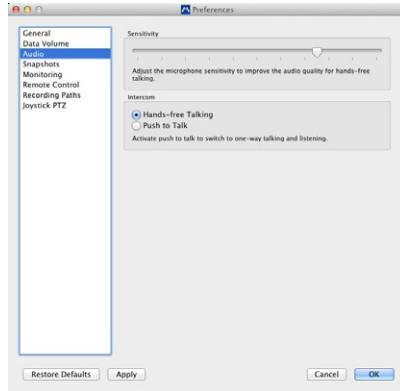 Preferences
General
Data Volume
Audio
Snapshots
Monitoring
Remote Control
Recording Paths
Joystick PTZ
Sensitivity
Adjust the microphone sensitivity to improve the audio quality for hands-free
talking.
Intercom
Hands-free Talking
Push to Talk
Activate push to talk to switch to one-way talking and listening.
Restore Defaults
Apply
Cancel
OK